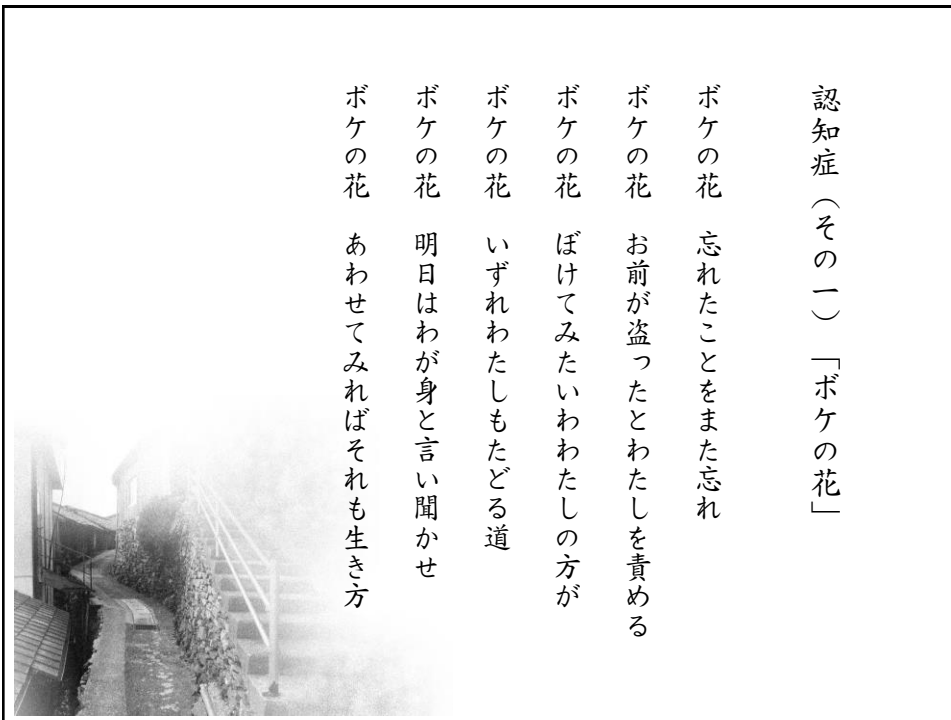 認知症（その一）　「ボケの花」
ボケの花　忘れたことをまた忘れ
ボケの花　お前が盗ったとわたしを責める
ボケの花　ぼけてみたいわわたしの方が
ボケの花　いずれわたしもたどる道
ボケの花　明日はわが身と言い聞かせ
ボケの花　あわせてみればそれも生き方